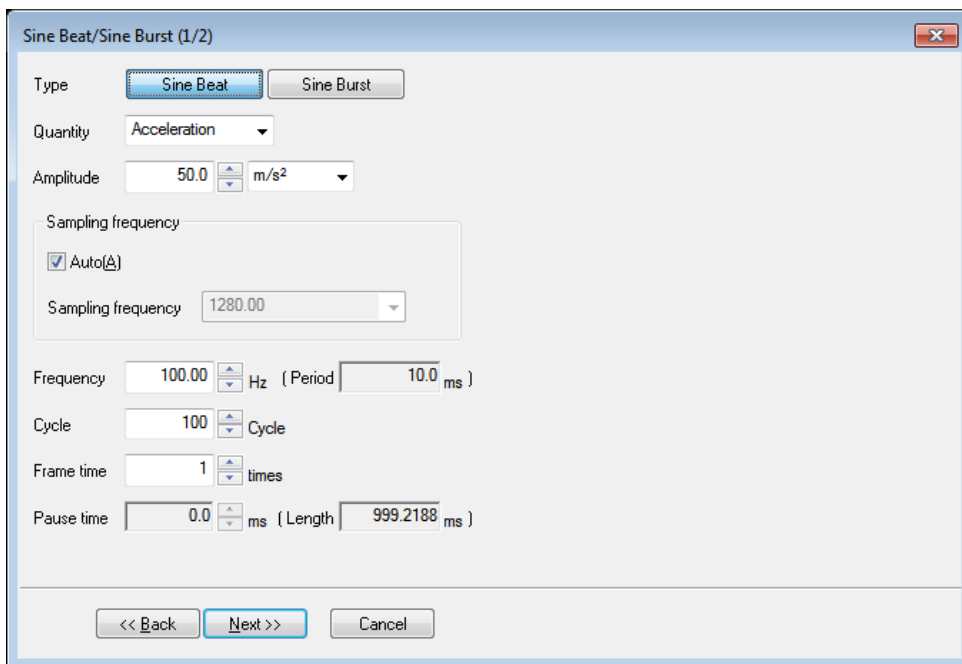 Sine Beat/Sine Burst (1/2)
Type Sine Beat Sine Burst
Quantity Acceleration
Amplitude 50.0 m/s²
Sampling frequency
Auto(A)
Sampling frequency 1280.00
Frequency 100.00 Hz ( Period 10.0 ms )
Cycle 100 Cycle
Frame time 1 times
Pause time 0.0 ms ( Length 999.2188 ms )
<< Back Next >> Cancel